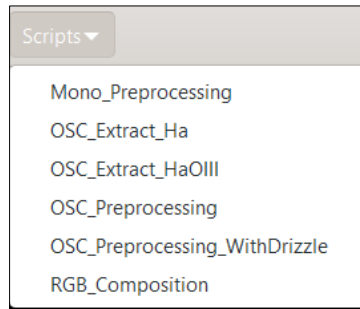 Scripts
Mono_Preprocessing
OSC_Extract_Ha
OSC_Extract_HaOIII
OSC_Preprocessing
OSC_Preprocessing_WithDrizzle
RGB_Composition